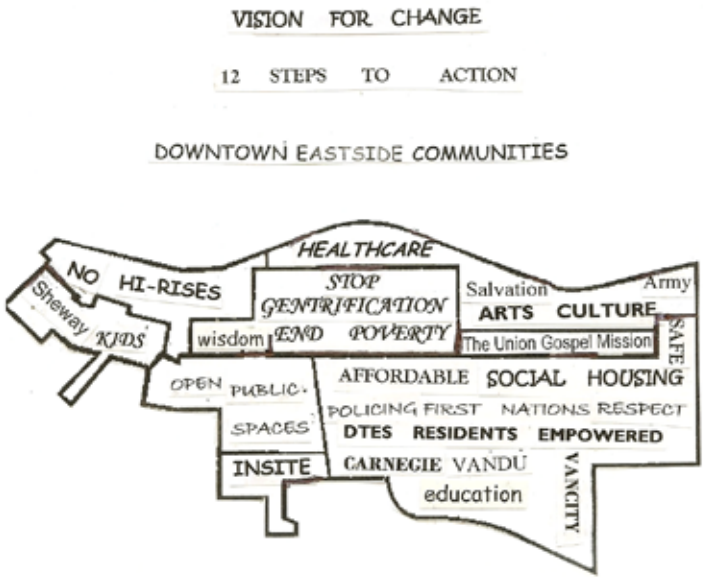 VISION FOR CHANGE
12 STEPS TO ACTION
DOWNTOWN EASTSIDE COMMUNITIES
HEALTHCARE
NO HI-RISES
STOP
GENTRIFICATION
END POVERTY
Salvation Army
ARTS CULTURE
Sheway
KIDS
wisdom
The Union Gospel Mission
SAFE
OPEN PUBLIC
SPACES
AFFORDABLE SOCIAL HOUSING
POLICING FIRST NATIONS RESPECT
DTES RESIDENTS EMPOWERED
INSITE
CARNEGIE VANDU
education
VANCITY